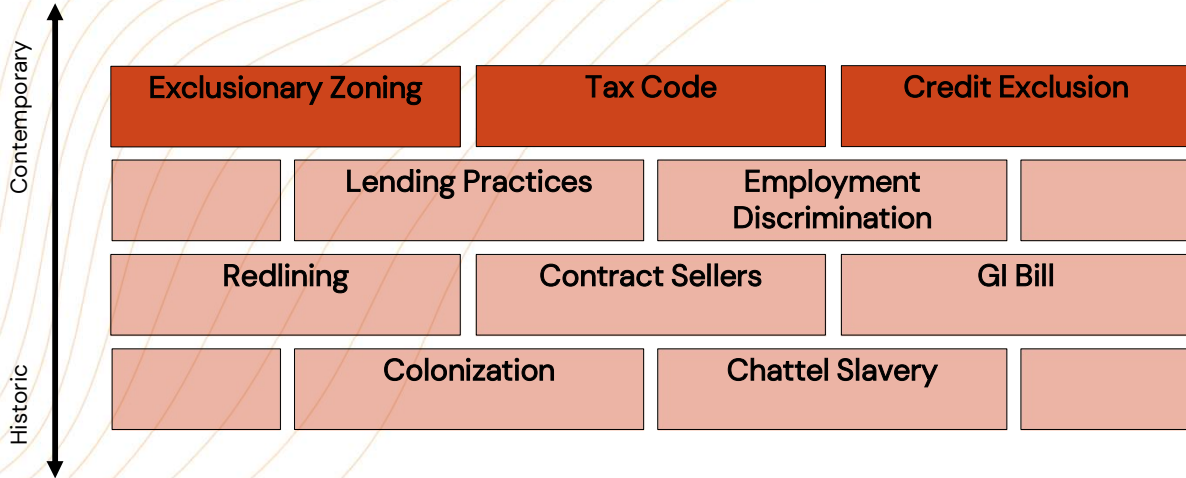 Contemporary
Exclusionary Zoning
Tax Code
Credit Exclusion
Lending Practices
Employment
Discrimination
Redlining
Contract Sellers
GI Bill
Historic
Colonization
Chattel Slavery